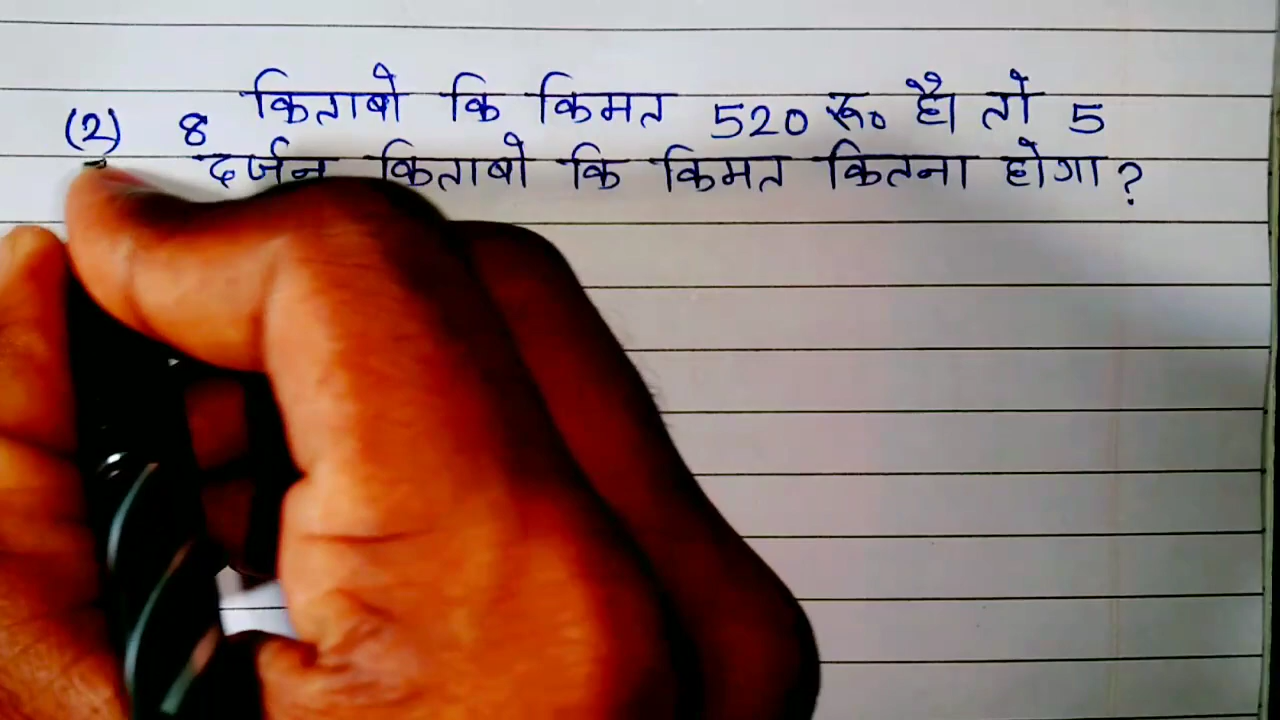 (2) 8 किताबो कि किमत 520 रू० है। तो 5
दर्जन किताबो कि किमत कितना होगा?